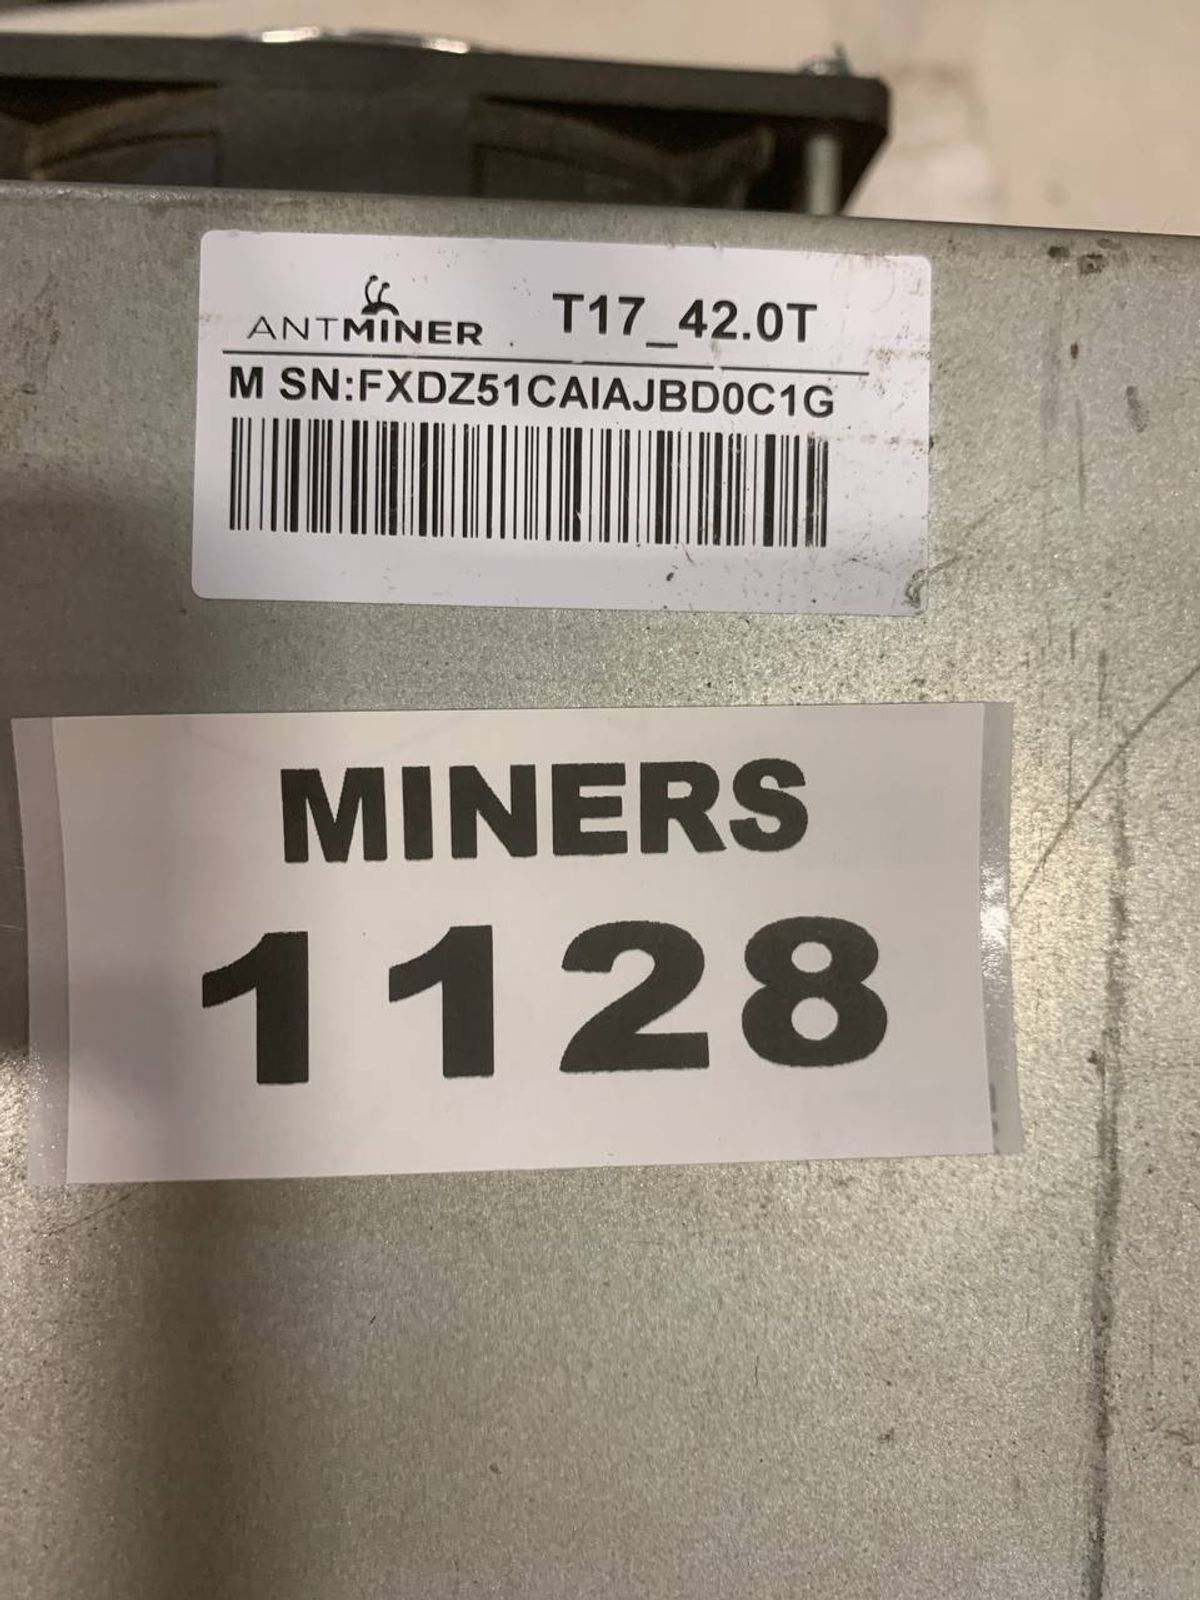 ANTMINER T17_42.0T
M SN:FXDZ51CAIAJBD0C1G
MINERS
1128